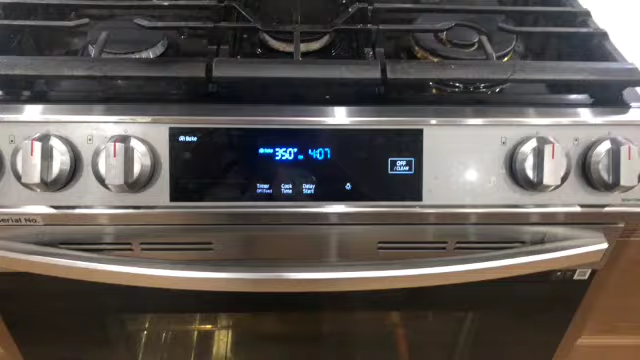 Bake
350° 4:07
OFF
/CLEAR
Timer Cook Delay
Time Start
Serial No.